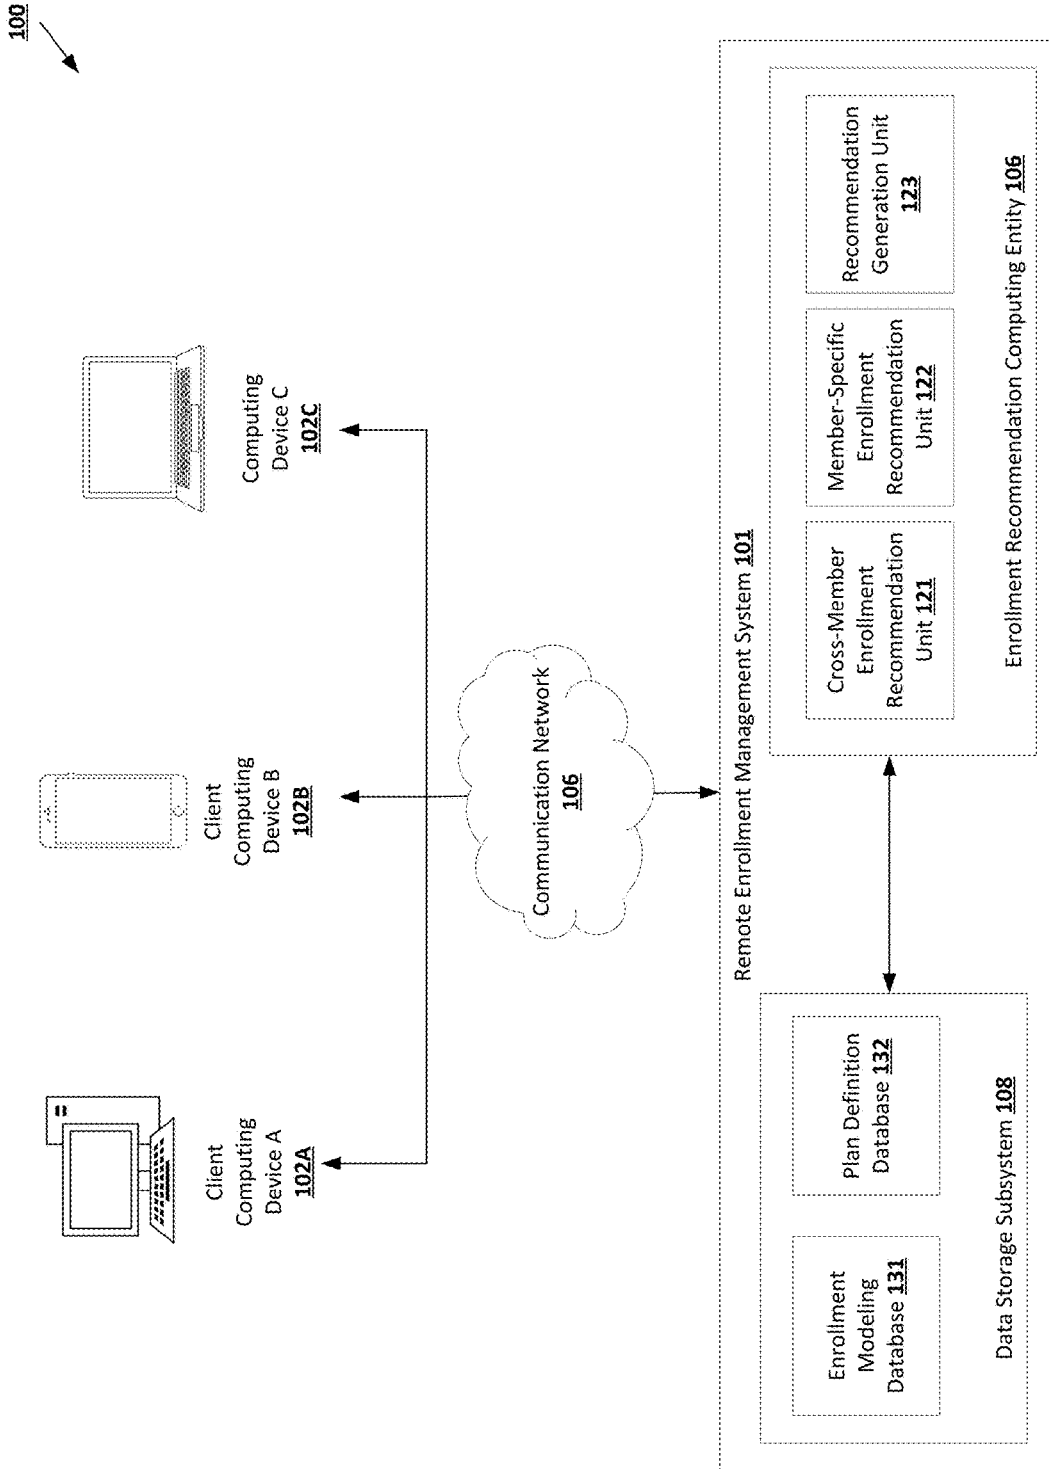 100
Client
Computing
Device A
102A
Client
Computing
Device B
102B
Computing
Device C
102C
Communication Network
106
Remote Enrollment Management System 101
Enrollment
Modeling
Database 131
Plan Definition
Database 132
Data Storage Subsystem 108
Cross-Member
Enrollment
Recommendation
Unit 121
Member-Specific
Enrollment
Recommendation
Unit 122
Recommendation
Generation Unit
123
Enrollment Recommendation Computing Entity 106